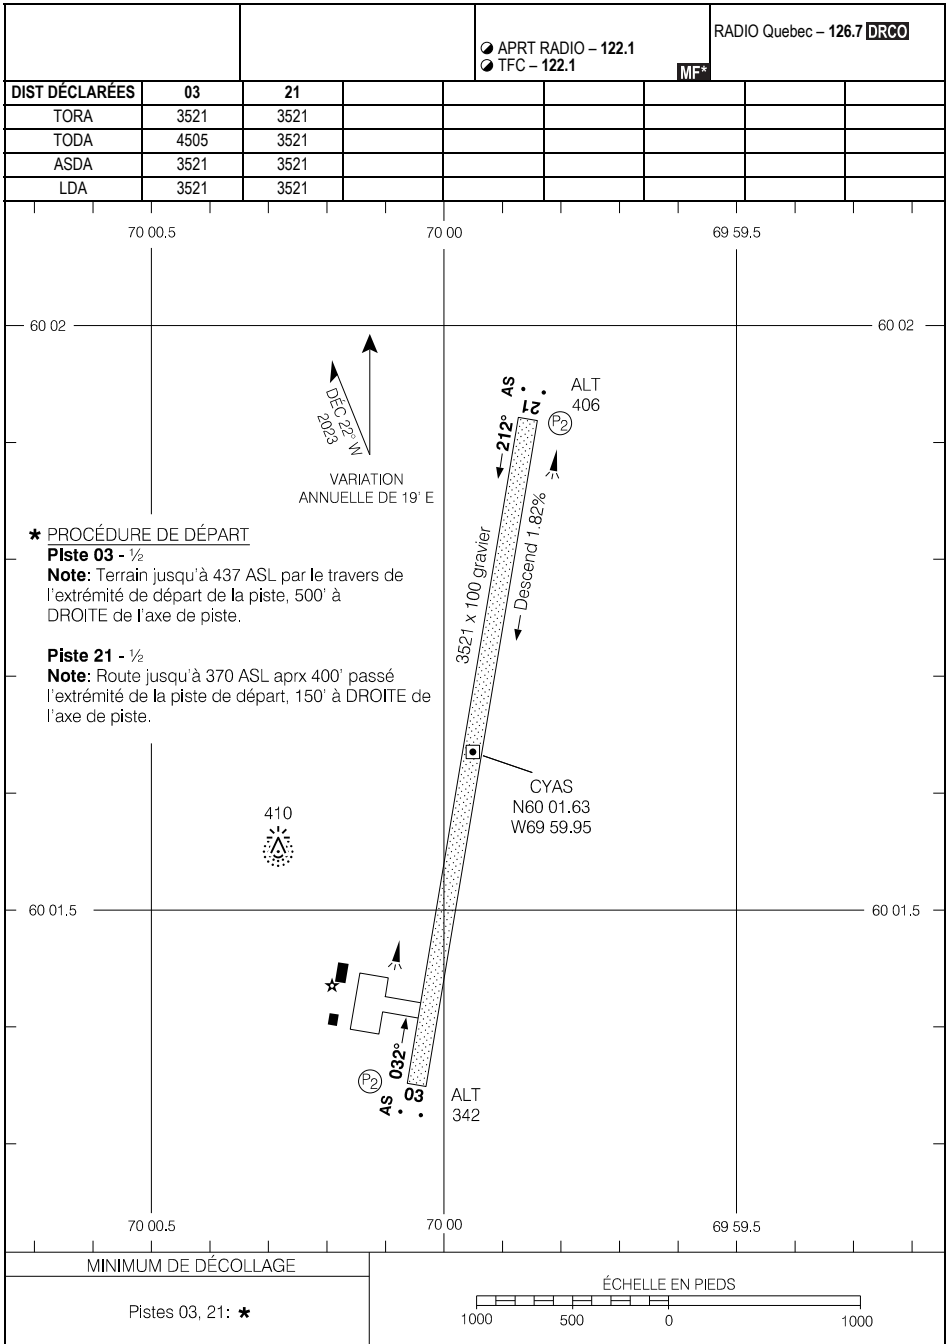 APRT RADIO – 122.1
TFC – 122.1
MF*
RADIO Quebec – 126.7 DRCO
DIST DÉCLARÉES 03 21
TORA 3521 3521
TODA 4505 3521
ASDA 3521 3521
LDA 3521 3521
70 00.5 70 00 69 59.5
60 02 60 02
DÉC 22° W
2023
VARIATION
ANNUELLE DE 19' E
AS
21
ALT
406
P2
212°
3521 x 100 gravier
Descend 1.82%
* PROCÉDURE DE DÉPART
Piste 03 - ½
Note: Terrain jusqu'à 437 ASL par le travers de
l'extrémité de départ de la piste, 500' à
DROITE de l'axe de piste.
Piste 21 - ½
Note: Route jusqu'à 370 ASL aprx 400' passé
l'extrémité de la piste de départ, 150' à DROITE de
l'axe de piste.
CYAS
N60 01.63
W69 59.95
410
60 01.5 60 01.5
032°
P2
AS
03
ALT
342
70 00.5 70 00 69 59.5
MINIMUM DE DÉCOLLAGE
Pistes 03, 21: *
ÉCHELLE EN PIEDS
1000 500 0 1000